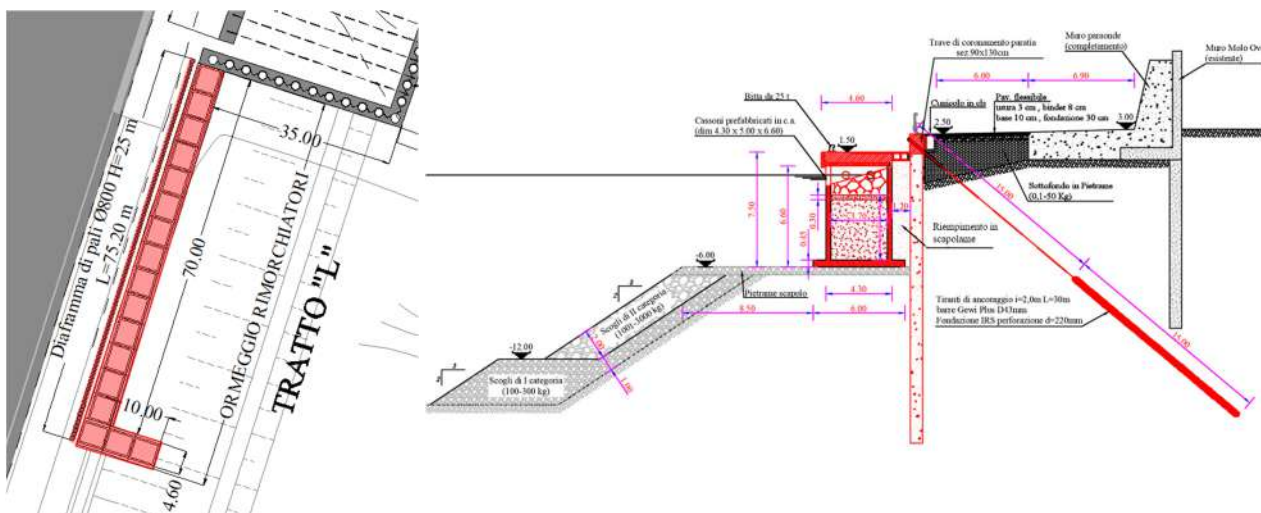 Diaframma di pali Ø800 H=25 m
L=75,20 m
35.00
70.00
ORMEGGIO RIMORCHIATORI
TRATTO "L"
10.00
4.60
Trave di coronamento paratia
sez.90x130cm
Muro paraonde
(completamento)
Muro Molo Ov
(esistente)
6.00
6.90
Bitta da 25 t
Cassoni prefabbricati in c.a.
(dim 4.30 x 5.00 x 6.60)
Cunicolo in cls
Pav. flessibile
usura 3 cm , binder 8 cm
base 10 cm , fondazione 30 cm
1.50
2.50
3.00
7.50
6.60
0.30
0.45
1.70
1.20
15.00
Sottofondo in Pietrame
(0,1-50 Kg)
Riempimento in
scapolame
-6.00
Pietrame scapolo
4.30
8.50
6.00
Scogli di II categoria
(1001-3000 kg)
2.00
1.00
-12.00
Scogli di I categoria
(100-300 kg)
Tiranti di ancoraggio i=2,0m L=30m
barre Gewi Plus D43mm
Fondazione IRS perforazione d=220mm
15.00